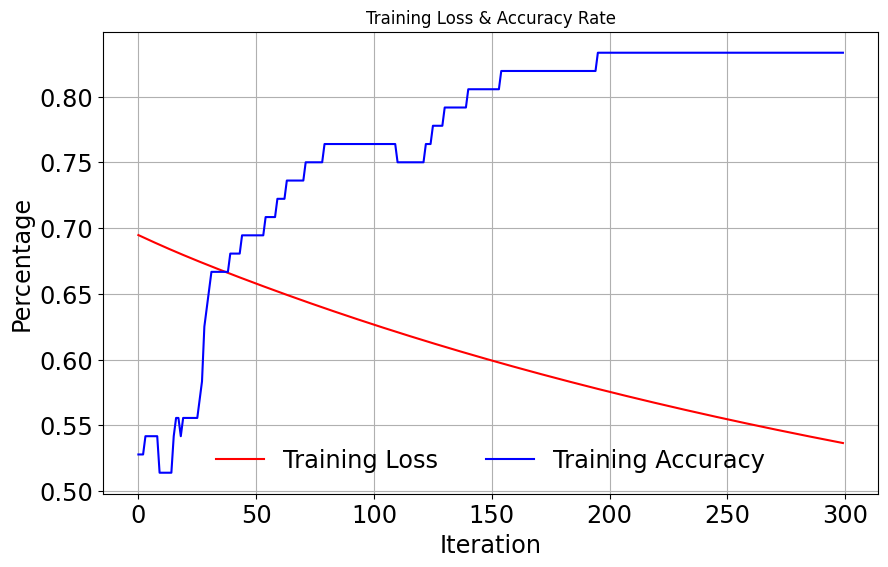 Training Loss & Accuracy Rate
Percentage
0.80
0.75
0.70
0.65
0.60
0.55
0.50
Training Loss
Training Accuracy
0 50 100 150 200 250 300
Iteration